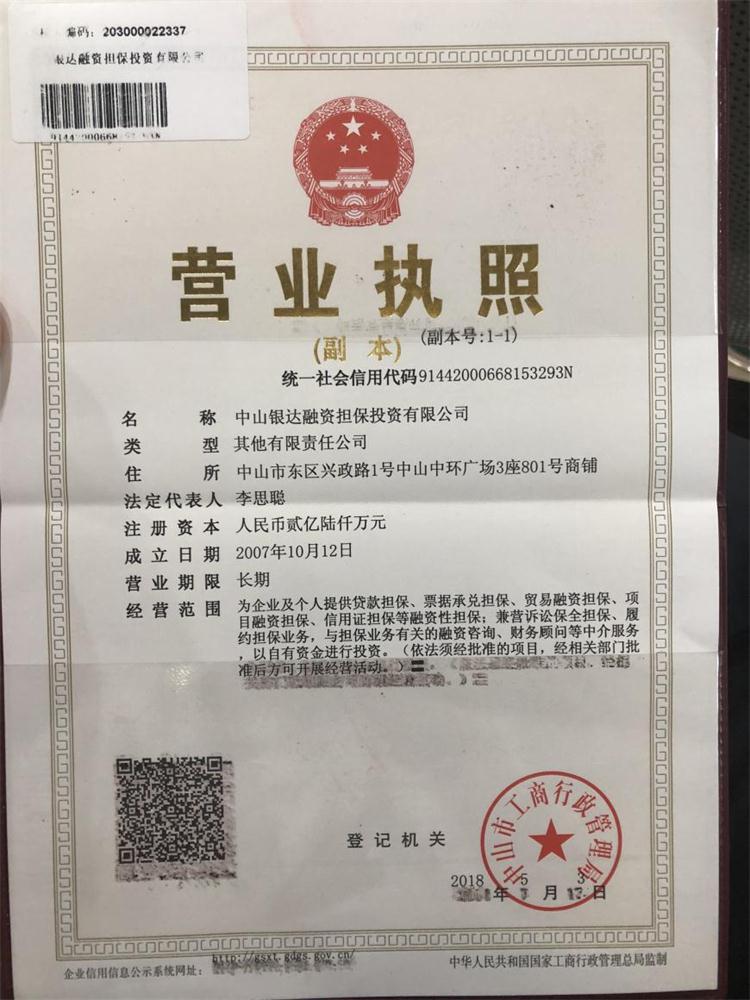 编码：203000022337
银达融资担保投资有限公司
营业执照
(副 本)
(副本号:1-1)
统一社会信用代码91442000668153293N
名 称 中山银达融资担保投资有限公司
类 型 其他有限责任公司
住 所 中山市东区兴政路1号中山中环广场3座801号商铺
法定代表人 李思聪
注册资本 人民币贰亿陆仟万元
成立日期 2007年10月12日
营业期限 长期
经营范围 为企业及个人提供贷款担保、票据承兑担保、贸易融资担保、项
目融资担保、信用证担保等融资性担保；兼营诉讼保全担保、履
约担保业务，与担保业务有关的融资咨询、财务顾问等中介服务
，以自有资金进行投资。（依法须经批准的项目，经相关部门批
准后方可开展经营活动。）
登记机关
中山市工商行政管理局
2018 5 3
年 月 日
企业信用信息公示系统网址：http://gsxt.gdgs.gov.cn/
中华人民共和国国家工商行政管理总局监制